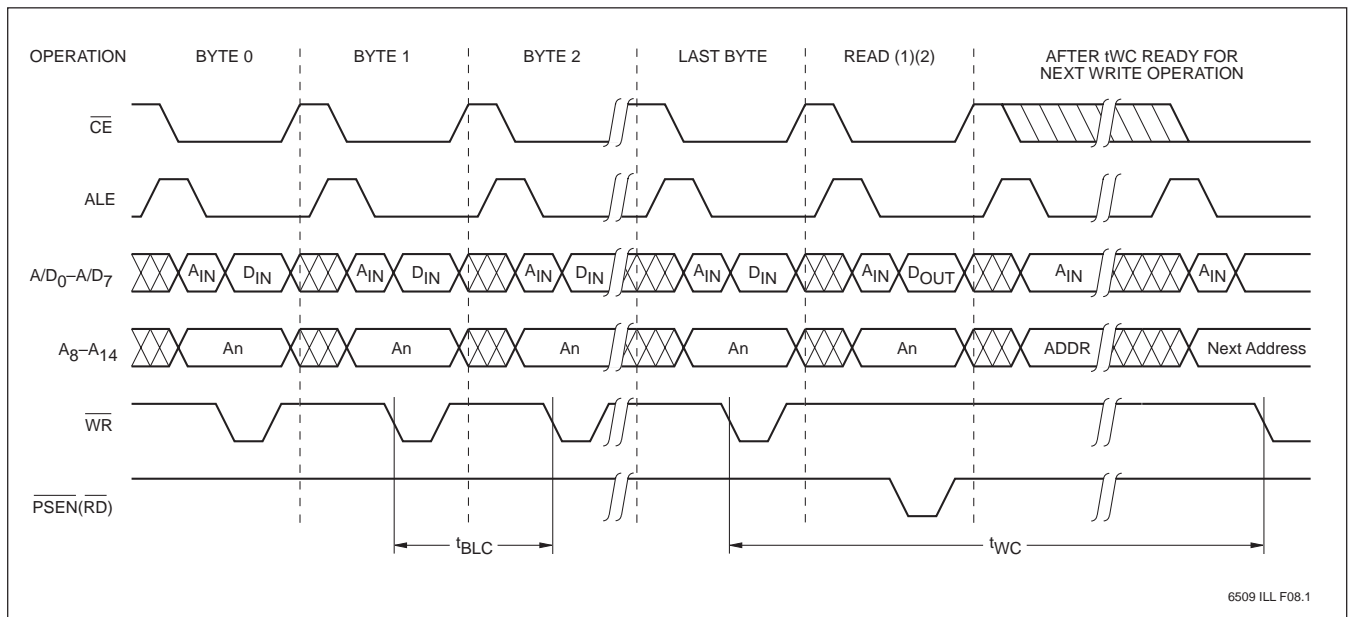 OPERATION BYTE 0 BYTE 1 BYTE 2 LAST BYTE READ (1)(2) AFTER tWC READY FOR
NEXT WRITE OPERATION
CE
ALE
A/D0–A/D7 AIN DIN AIN DIN AIN DIN AIN DIN AIN DOUT AIN AIN
A8–A14 An An An An An ADDR Next Address
WR
PSEN(RD)
tBLC tWC
6509 ILL F08.1